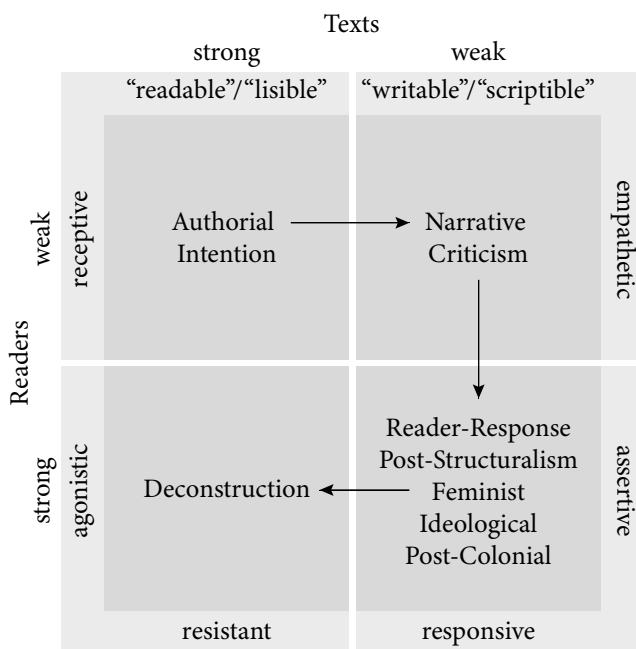 Texts
strong weak
“readable”/“lisible” “writable”/“scriptible”
Readers
weak
receptive
Authorial
Intention
Narrative
Criticism
empathetic
strong
agonistic
Deconstruction
Reader-Response
Post-Structuralism
Feminist
Ideological
Post-Colonial
assertive
resistant responsive